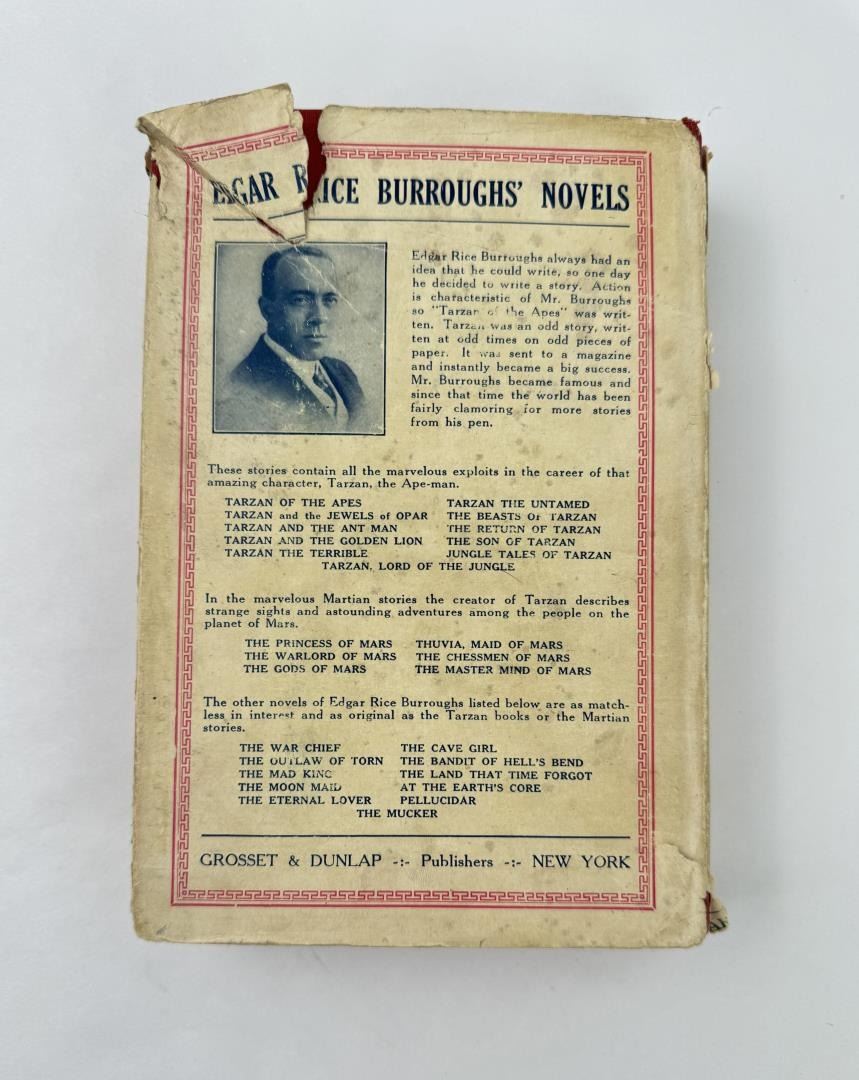 EDGAR RICE BURROUGHS' NOVELS
Edgar Rice Burroughs always had an
idea that he could write, so one day
he decided to write a story. Action
is characteristic of Mr. Burroughs
so "Tarzan of the Apes" was writ-
ten. Tarzan was an odd story, writ-
ten at odd times on odd pieces of
paper. It was sent to a magazine
and instantly became a big success.
Mr. Burroughs became famous and
since that time the world has been
fairly clamoring for more stories
from his pen.
These stories contain all the marvelous exploits in the career of that
amazing character, Tarzan, the Ape-man.
TARZAN OF THE APES
TARZAN and the JEWELS of OPAR
TARZAN AND THE ANT MAN
TARZAN AND THE GOLDEN LION
TARZAN THE TERRIBLE
TARZAN THE UNTAMED
THE BEASTS OF TARZAN
THE RETURN OF TARZAN
THE SON OF TARZAN
JUNGLE TALES OF TARZAN
TARZAN, LORD OF THE JUNGLE
In the marvelous Martian stories the creator of Tarzan describes
strange sights and astounding adventures among the people on the
planet of Mars.
THE PRINCESS OF MARS
THE WARLORD OF MARS
THE GODS OF MARS
THUVIA, MAID OF MARS
THE CHESSMEN OF MARS
THE MASTER MIND OF MARS
The other novels of Edgar Rice Burroughs listed below are as match-
less in interest and as original as the Tarzan books or the Martian
stories.
THE WAR CHIEF
THE OUTLAW OF TORN
THE MAD KING
THE MOON MAID
THE ETERNAL LOVER
THE CAVE GIRL
THE BANDIT OF HELL'S BEND
THE LAND THAT TIME FORGOT
AT THE EARTH'S CORE
PELLUCIDAR
THE MUCKER
GROSSET & DUNLAP -:- Publishers -:- NEW YORK